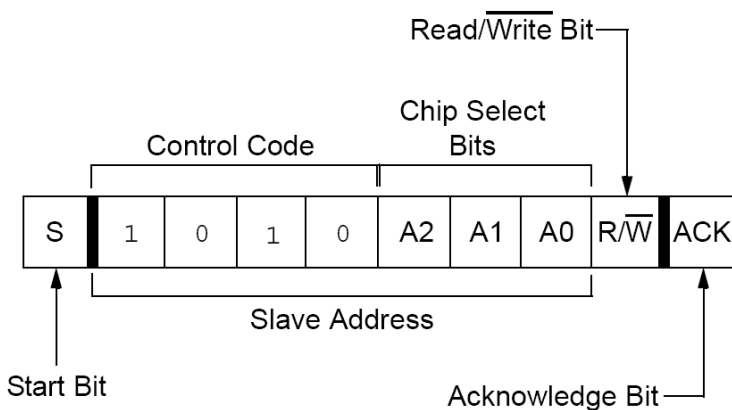 Read/Write Bit
Chip Select
Bits
Control Code
S 1 0 1 0 A2 A1 A0 R/W ACK
Slave Address
Start Bit
Acknowledge Bit